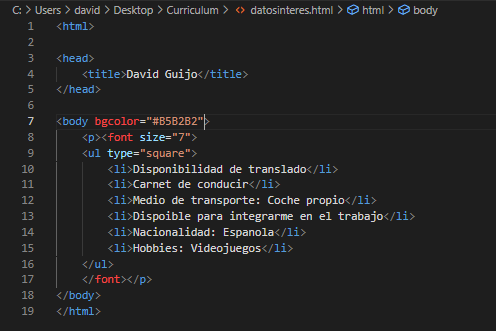 C: > Users > david > Desktop > Curriculum > <> datosinteres.html > html > body
1 <html>
2
3 <head>
4 <title>David Guijo</title>
5 </head>
6
7 <body bgcolor="#B5B2B2">
8 <p><font size="7">
9 <ul type="square">
10 <li>Disponibilidad de translado</li>
11 <li>Carnet de conducir</li>
12 <li>Medio de transporte: Coche propio</li>
13 <li>Dispoible para integrarme en el trabajo</li>
14 <li>Nacionalidad: Espanola</li>
15 <li>Hobbies: Videojuegos</li>
16 </ul>
17 </font></p>
18 </body>
19 </html>